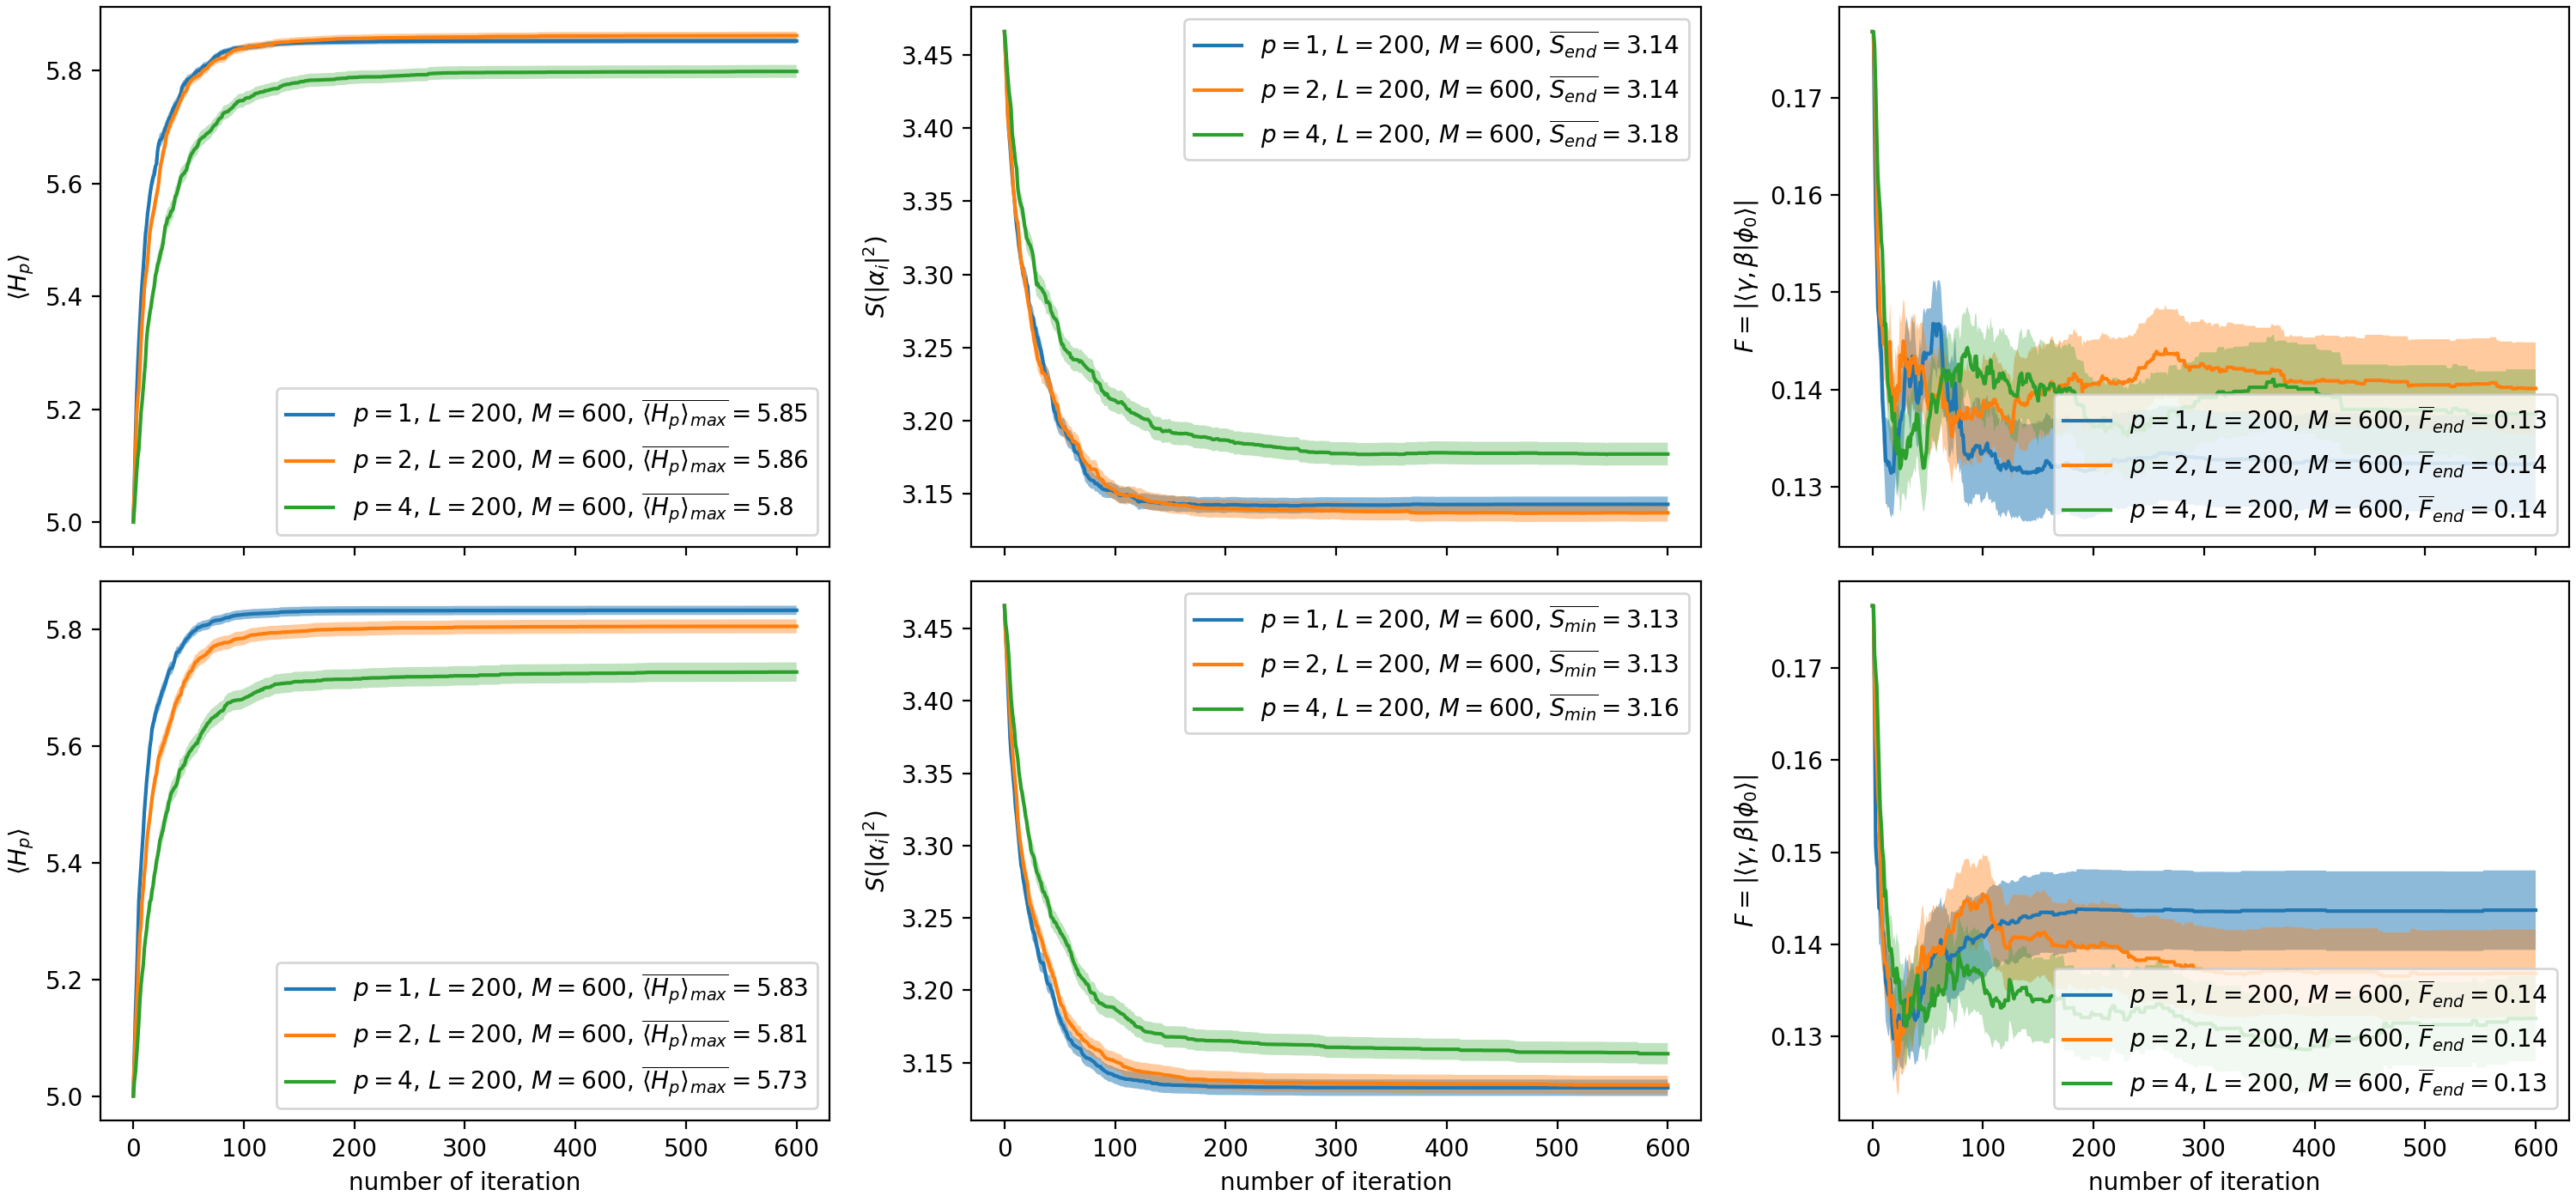 5.8
5.6
5.4
5.2
5.0
⟨H_p⟩
p = 1, L = 200, M = 600, \overline{⟨H_p⟩}_{max} = 5.85
p = 2, L = 200, M = 600, \overline{⟨H_p⟩}_{max} = 5.86
p = 4, L = 200, M = 600, \overline{⟨H_p⟩}_{max} = 5.8
3.45
3.40
3.35
3.30
3.25
3.20
3.15
S(|α_i|²)
p = 1, L = 200, M = 600, \overline{S_{end}} = 3.14
p = 2, L = 200, M = 600, \overline{S_{end}} = 3.14
p = 4, L = 200, M = 600, \overline{S_{end}} = 3.18
0.17
0.16
0.15
0.14
0.13
F = |⟨γ, β|ϕ₀⟩|
p = 1, L = 200, M = 600, \overline{F}_{end} = 0.13
p = 2, L = 200, M = 600, \overline{F}_{end} = 0.14
p = 4, L = 200, M = 600, \overline{F}_{end} = 0.14
5.8
5.6
5.4
5.2
5.0
⟨H_p⟩
p = 1, L = 200, M = 600, \overline{⟨H_p⟩}_{max} = 5.83
p = 2, L = 200, M = 600, \overline{⟨H_p⟩}_{max} = 5.81
p = 4, L = 200, M = 600, \overline{⟨H_p⟩}_{max} = 5.73
0 100 200 300 400 500 600
number of iteration
3.45
3.40
3.35
3.30
3.25
3.20
3.15
S(|α_i|²)
p = 1, L = 200, M = 600, \overline{S_{min}} = 3.13
p = 2, L = 200, M = 600, \overline{S_{min}} = 3.13
p = 4, L = 200, M = 600, \overline{S_{min}} = 3.16
0 100 200 300 400 500 600
number of iteration
0.17
0.16
0.15
0.14
0.13
F = |⟨γ, β|ϕ₀⟩|
p = 1, L = 200, M = 600, \overline{F}_{end} = 0.14
p = 2, L = 200, M = 600, \overline{F}_{end} = 0.14
p = 4, L = 200, M = 600, \overline{F}_{end} = 0.13
0 100 200 300 400 500 600
number of iteration